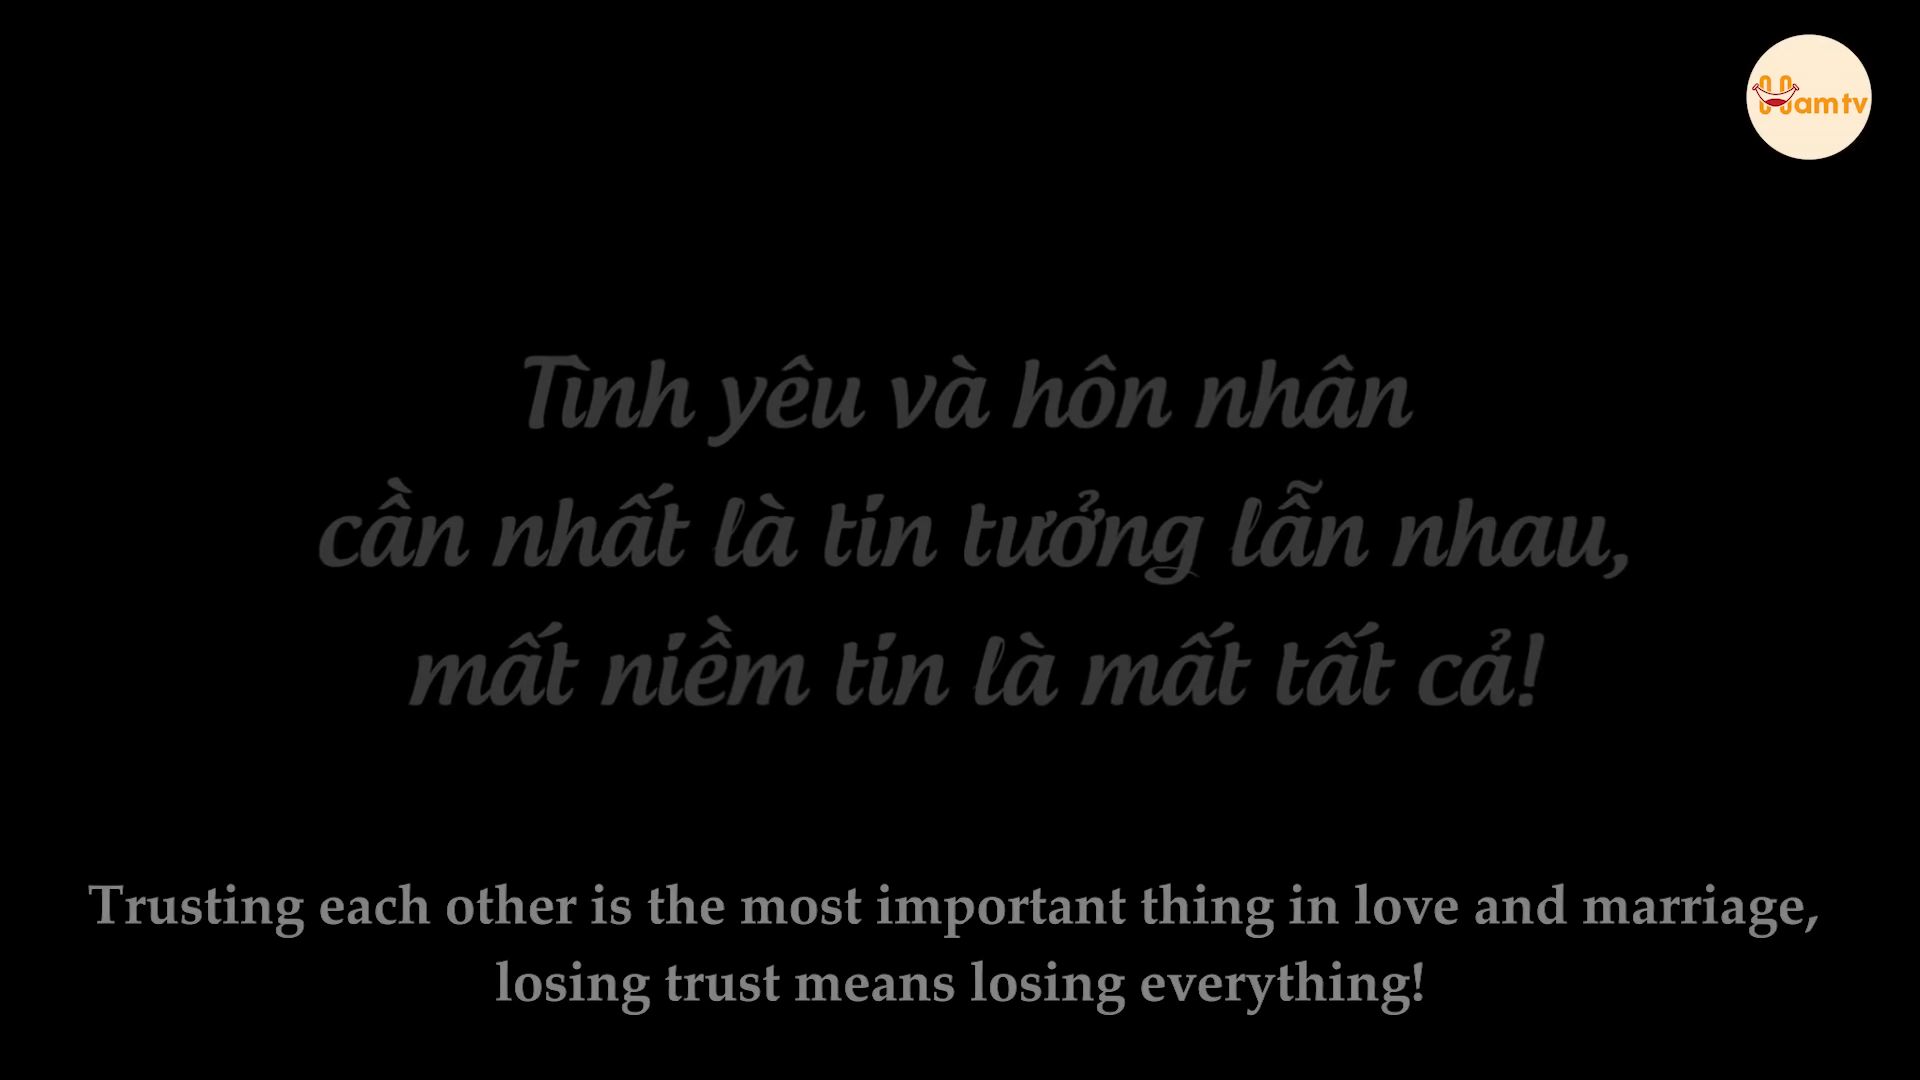 Hamtv
Tình yêu và hôn nhân
cần nhất là tin tưởng lẫn nhau,
mất niềm tin là mất tất cả!
Trusting each other is the most important thing in love and marriage,
losing trust means losing everything!